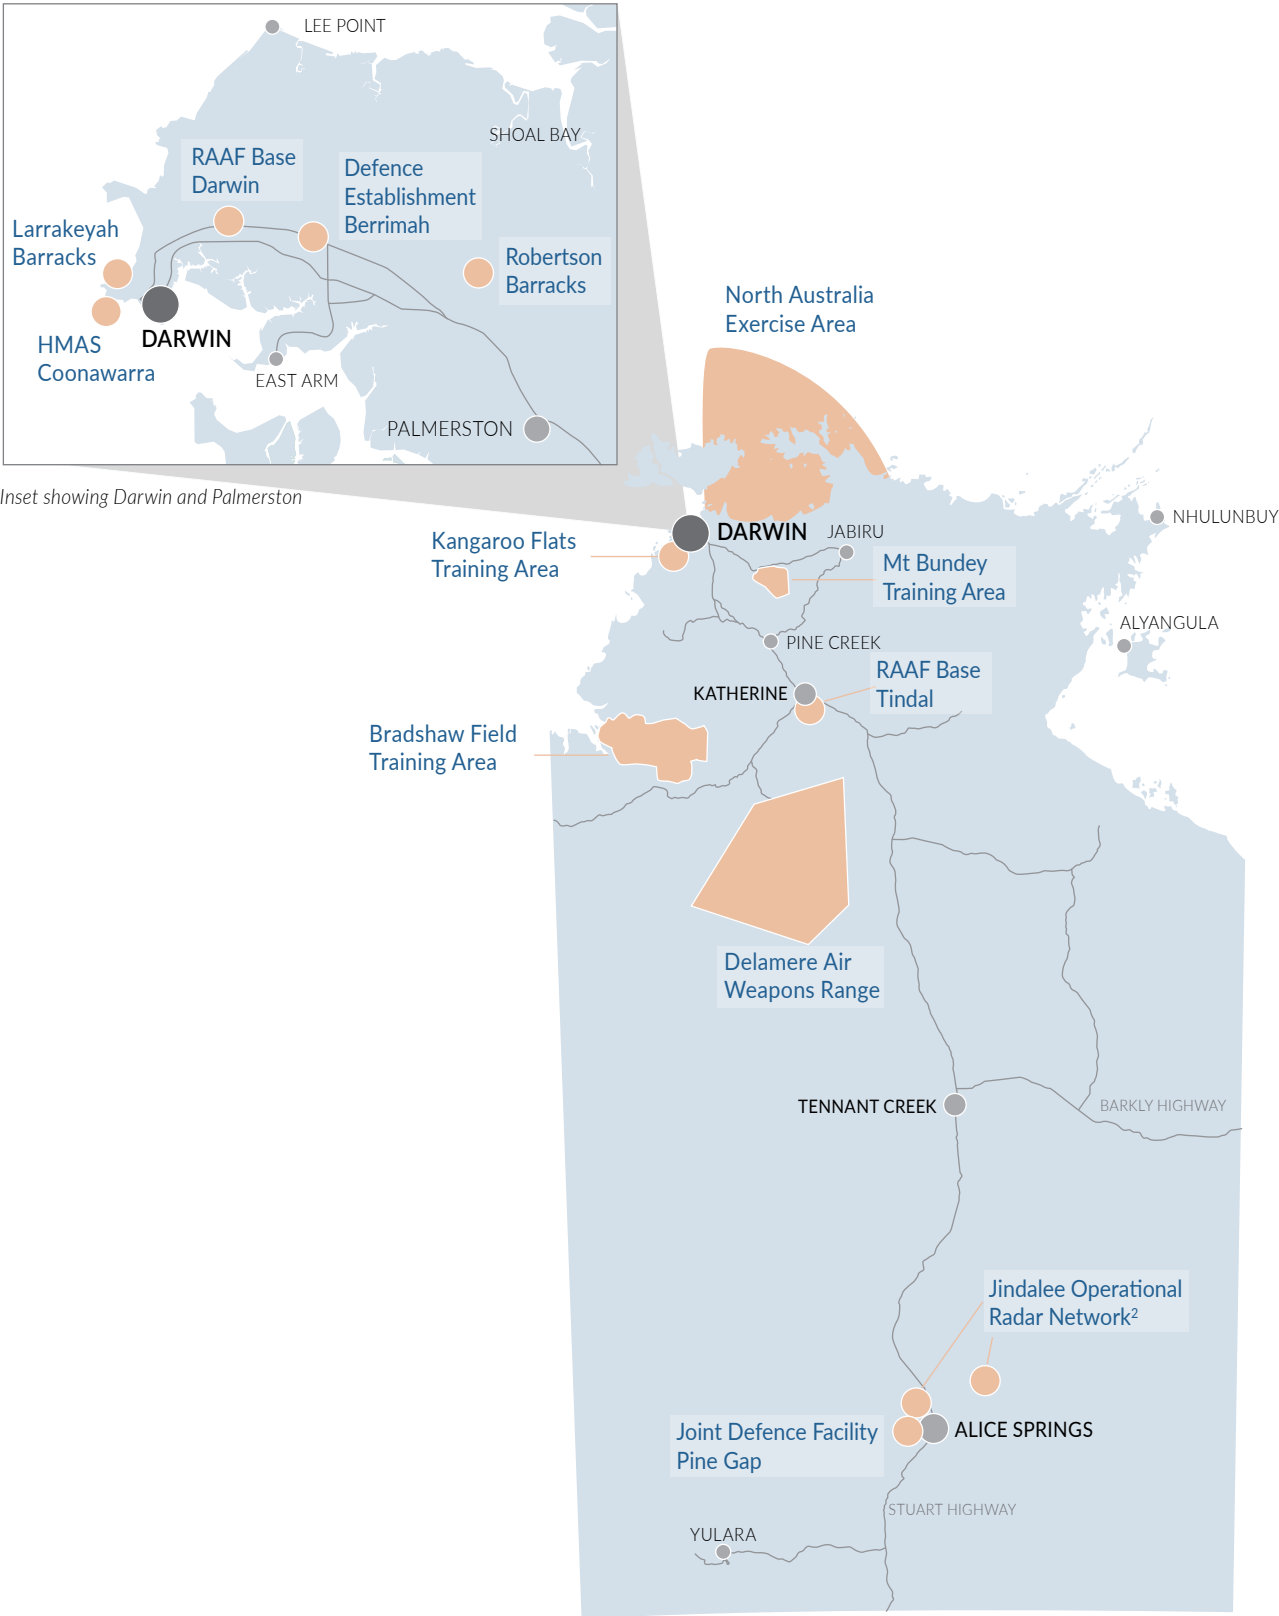 LEE POINT
SHOAL BAY
RAAF Base
Darwin
Defence
Establishment
Berrimah
Larrakeyah
Barracks
Robertson
Barracks
DARWIN
HMAS
Coonawarra
EAST ARM
PALMERSTON
Inset showing Darwin and Palmerston
North Australia
Exercise Area
NHULUNBUY
DARWIN
JABIRU
Kangaroo Flats
Training Area
Mt Bundey
Training Area
ALYANGULA
PINE CREEK
RAAF Base
Tindal
KATHERINE
Bradshaw Field
Training Area
Delamere Air
Weapons Range
TENNANT CREEK
BARKLY HIGHWAY
Jindalee Operational
Radar Network²
Joint Defence Facility
Pine Gap
ALICE SPRINGS
STUART HIGHWAY
YULARA